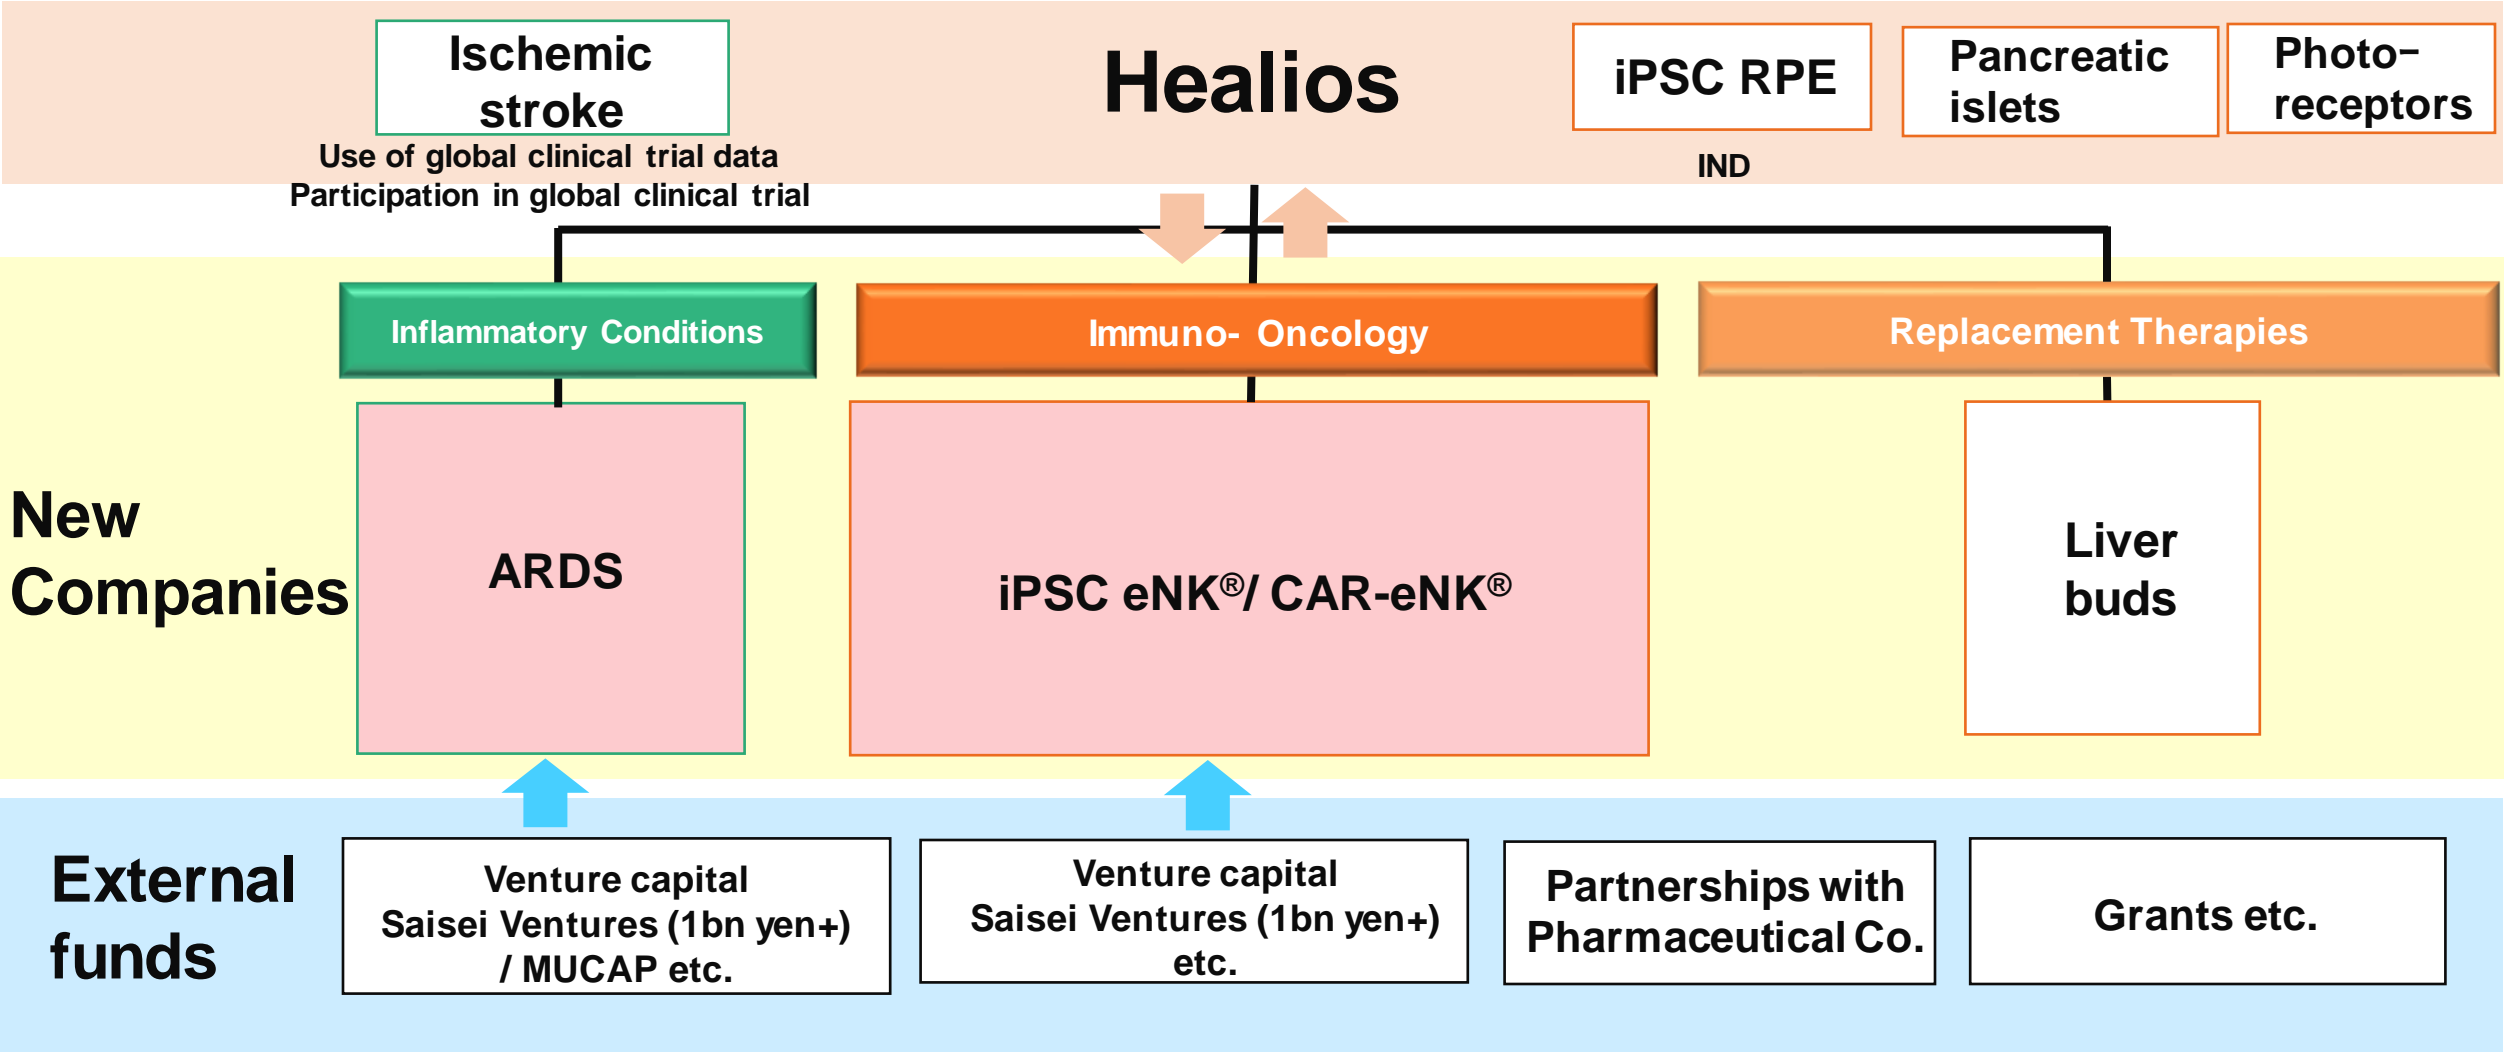 Ischemic
stroke
Use of global clinical trial data
Participation in global clinical trial
Healios
iPSC RPE
IND
Pancreatic
islets
Photo−
receptors
Inflammatory Conditions
Immuno- Oncology
Replacement Therapies
New
Companies
ARDS
iPSC eNK®/ CAR-eNK®
Liver
buds
External
funds
Venture capital
Saisei Ventures (1bn yen+)
/ MUCAP etc.
Venture capital
Saisei Ventures (1bn yen+)
etc.
Partnerships with
Pharmaceutical Co.
Grants etc.